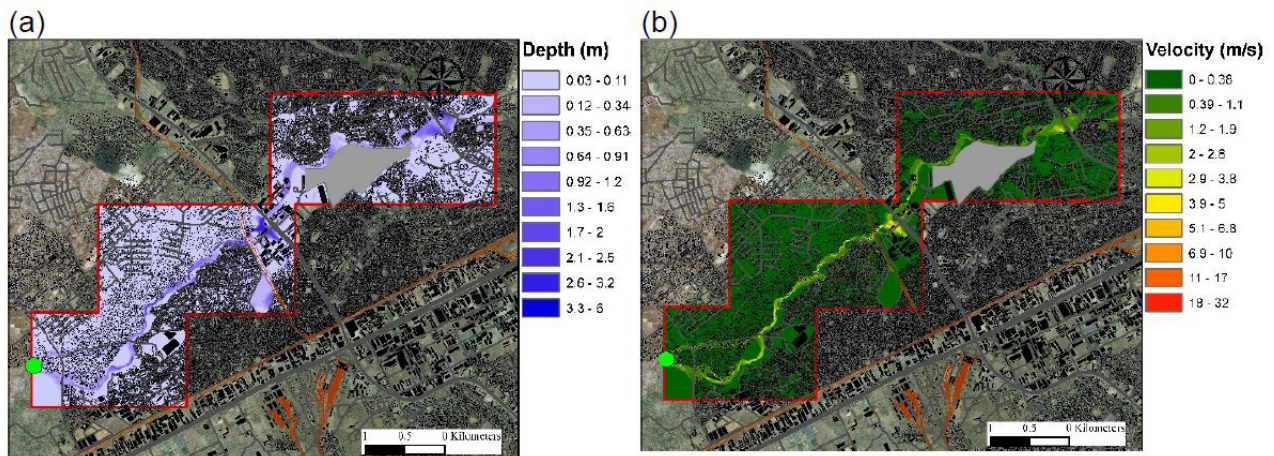 (a)
Depth (m)
0.03 - 0.11
0.12 - 0.34
0.35 - 0.63
0.64 - 0.91
0.92 - 1.2
1.3 - 1.6
1.7 - 2
2.1 - 2.5
2.6 - 3.2
3.3 - 6
1 0.5 0 Kilometers
(b)
Velocity (m/s)
0 - 0.38
0.39 - 1.1
1.2 - 1.9
2 - 2.8
2.9 - 3.8
3.9 - 5
5.1 - 6.8
6.9 - 10
11 - 17
18 - 32
1 0.5 0 Kilometers